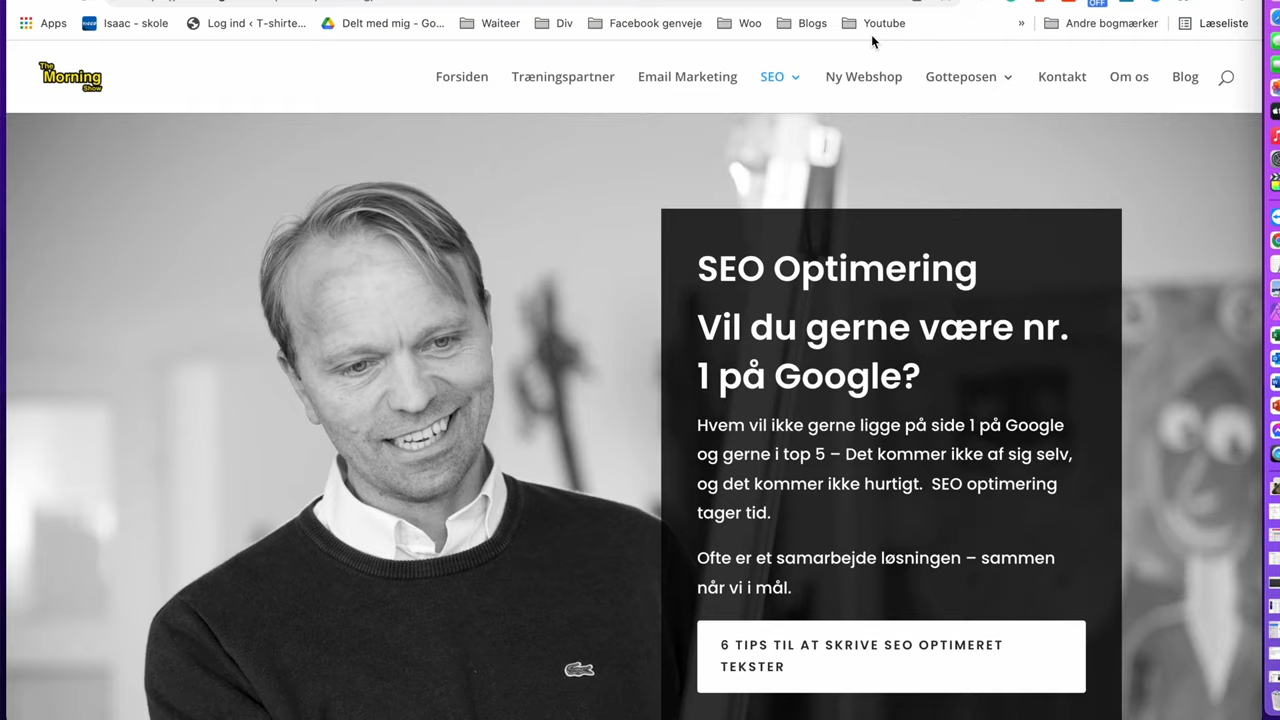 OFF
Apps
Isaac - skole
Log ind ‹ T-shirte...
Delt med mig - Go...
Waiteer
Div
Facebook genveje
Woo
Blogs
Youtube
»
Andre bogmærker
Læseliste
The
Morning
Show
Forsiden
Træningspartner
Email Marketing
SEO
Ny Webshop
Gotteposen
Kontakt
Om os
Blog
SEO Optimering
Vil du gerne være nr.
1 på Google?
Hvem vil ikke gerne ligge på side 1 på Google
og gerne i top 5 – Det kommer ikke af sig selv,
og det kommer ikke hurtigt. SEO optimering
tager tid.
Ofte er et samarbejde løsningen – sammen
når vi i mål.
6 TIPS TIL AT SKRIVE SEO OPTIMERET
TEKSTER